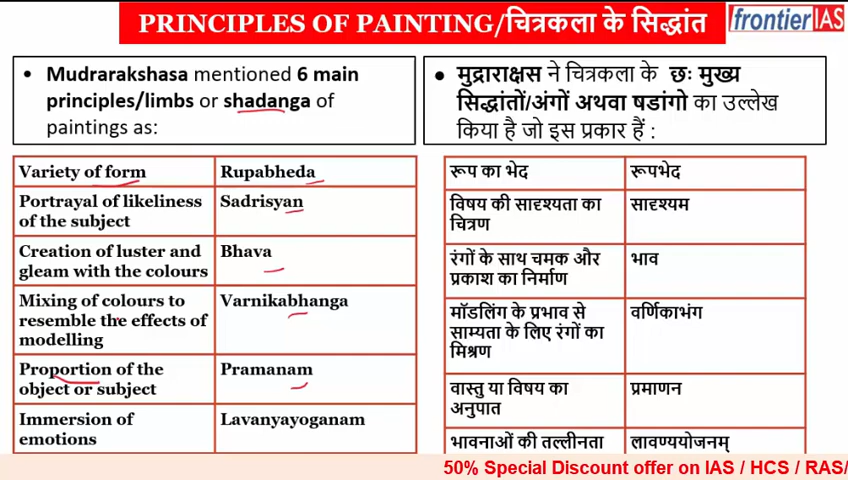 PRINCIPLES OF PAINTING/चित्रकला के सिद्धांत
frontierIAS
• Mudrarakshasa mentioned 6 main
principles/limbs or shadanga of
paintings as:
• मुद्राराक्षस ने चित्रकला के छः मुख्य
सिद्धांतों/अंगों अथवा षडांगो का उल्लेख
किया है जो इस प्रकार हैं :
Variety of form
Rupabheda
Portrayal of likeliness
of the subject
Sadrisyan
Creation of luster and
gleam with the colours
Bhava
Mixing of colours to
resemble the effects of
modelling
Varnikabhanga
Proportion of the
object or subject
Pramanam
Immersion of
emotions
Lavanyayoganam
रूप का भेद
रूपभेद
विषय की सादृश्यता का
चित्रण
सादृश्यम
रंगों के साथ चमक और
प्रकाश का निर्माण
भाव
मॉडलिंग के प्रभाव से
साम्यता के लिए रंगों का
मिश्रण
वर्णिकाभंग
वास्तु या विषय का
अनुपात
प्रमाणन
भावनाओं की तल्लीनता
लावण्ययोजनम्
50% Special Discount offer on IAS / HCS / RAS/